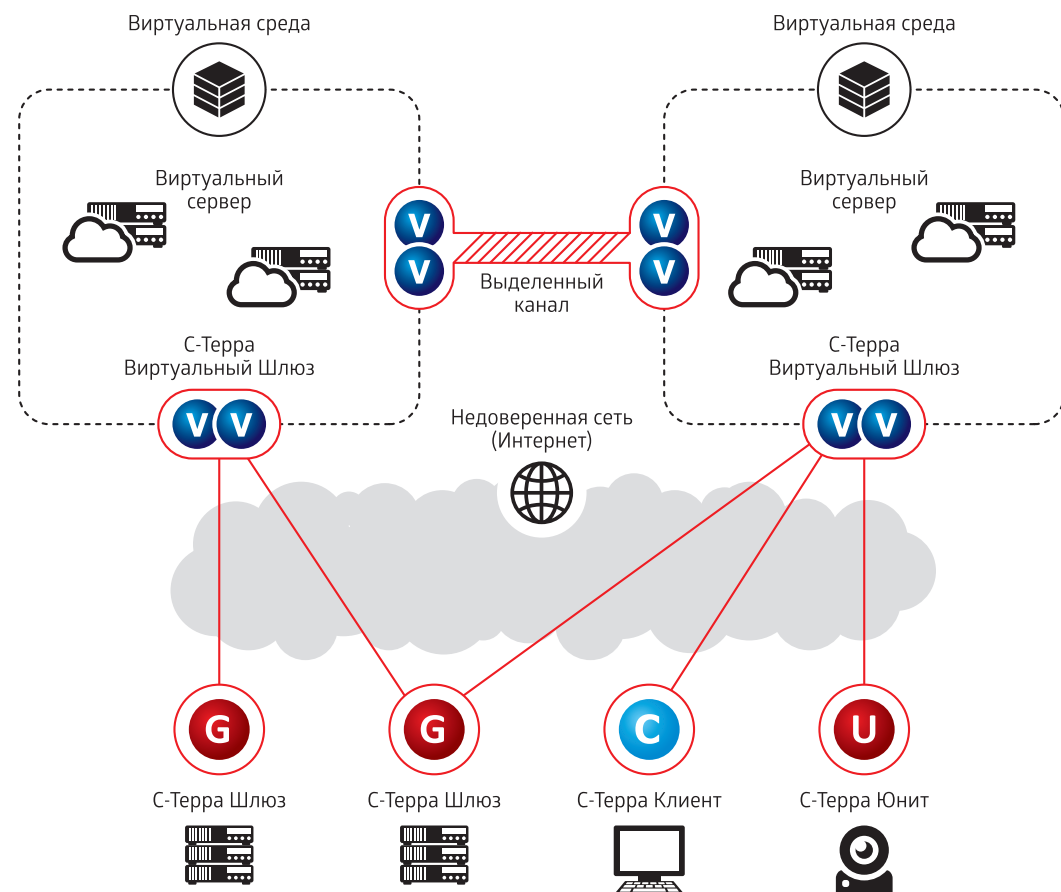 Виртуальная среда
Виртуальная среда
Виртуальный
сервер
Виртуальный
сервер
V
V
V
V
Выделенный
канал
С-Терра
Виртуальный Шлюз
С-Терра
Виртуальный Шлюз
V V
V V
Недоверенная сеть
(Интернет)
G
G
C
U
С-Терра Шлюз
С-Терра Шлюз
С-Терра Клиент
С-Терра Юнит